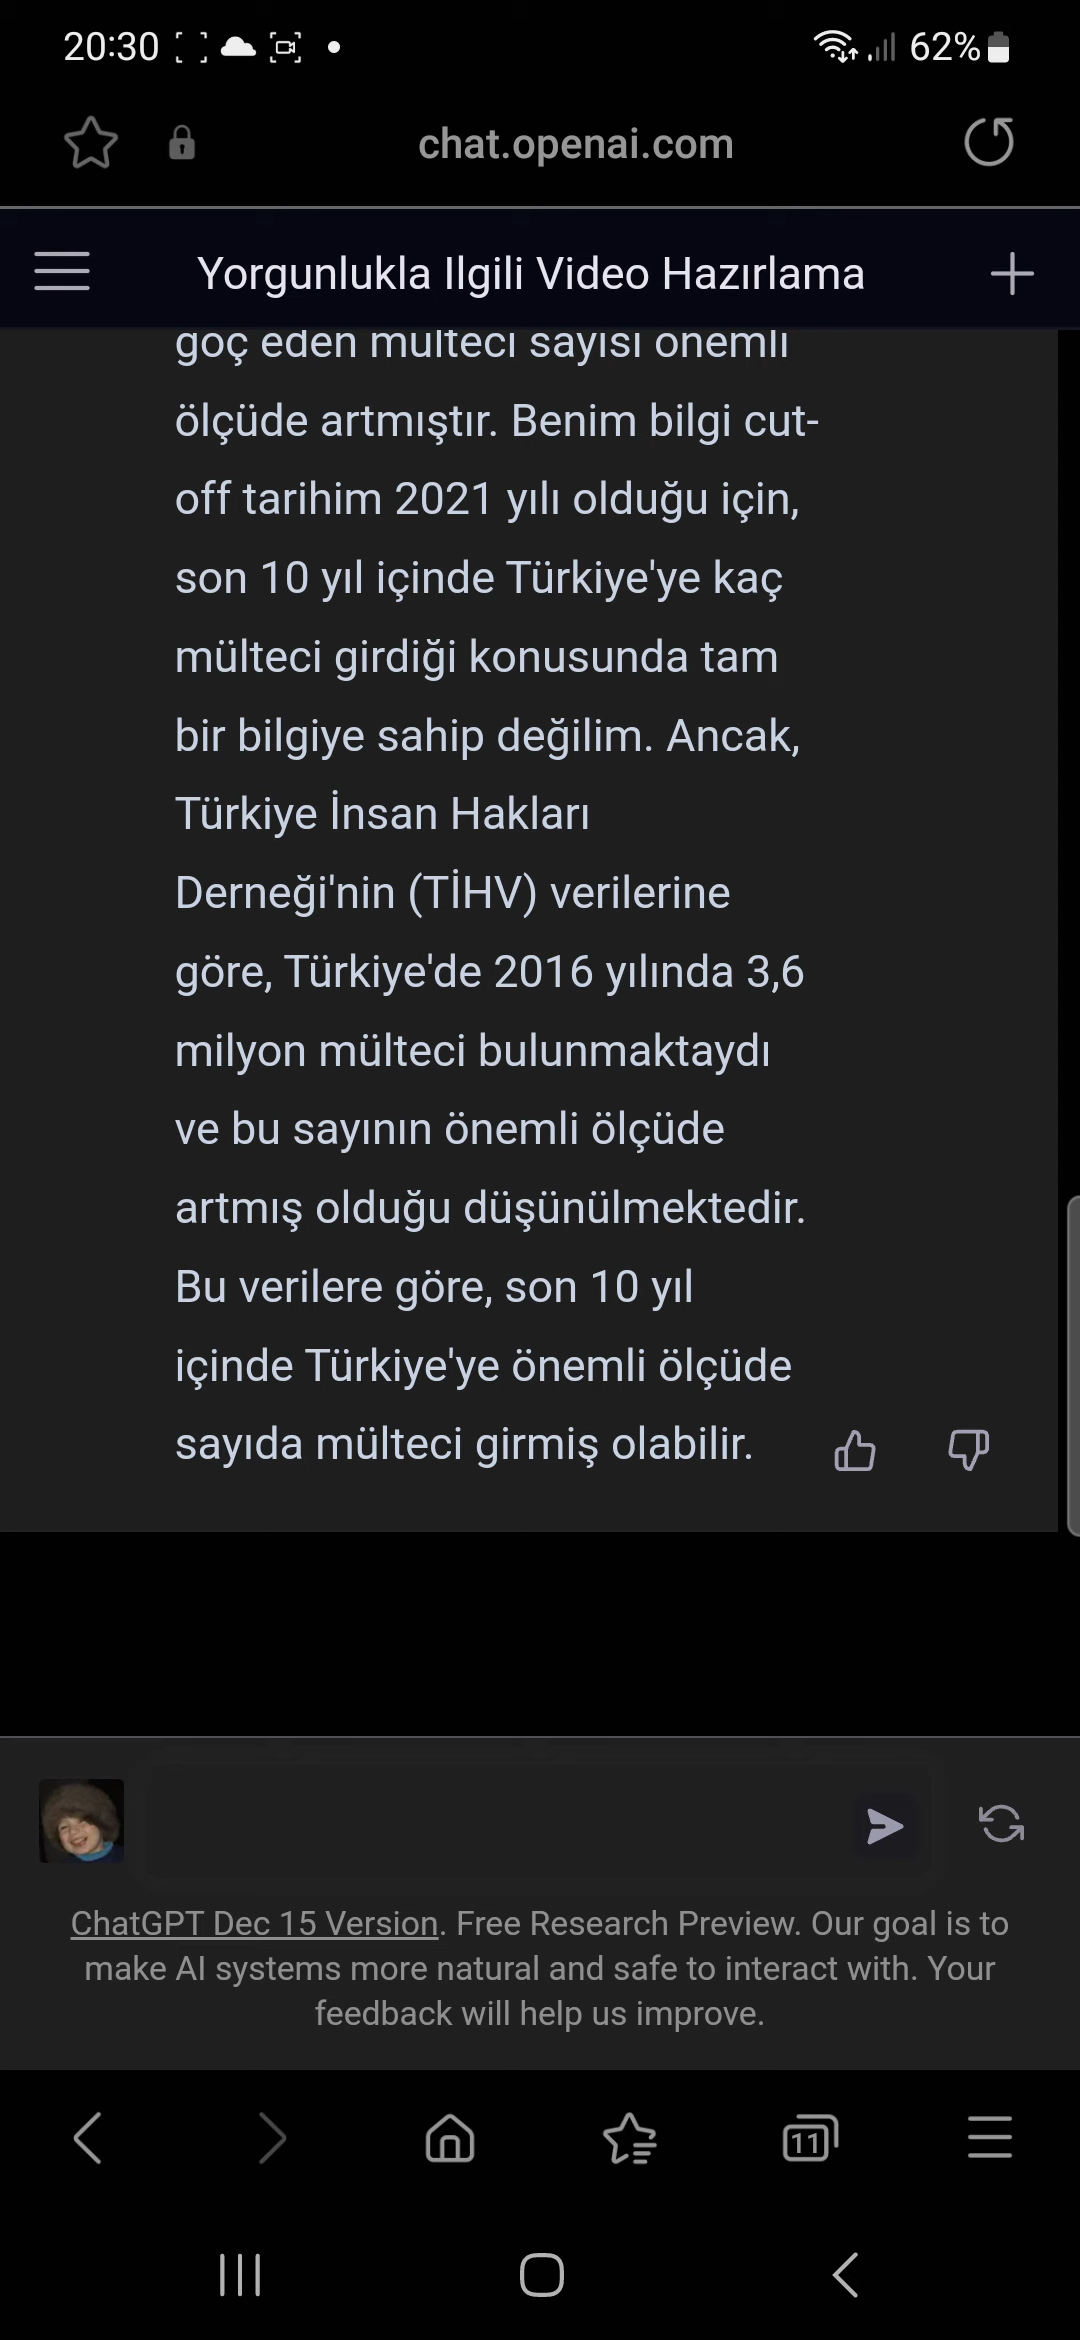 20:30 62%
chat.openai.com
Yorgunlukla Ilgili Video Hazırlama
göç eden mülteci sayısı önemli
ölçüde artmıştır. Benim bilgi cut-
off tarihim 2021 yılı olduğu için,
son 10 yıl içinde Türkiye'ye kaç
mülteci girdiği konusunda tam
bir bilgiye sahip değilim. Ancak,
Türkiye İnsan Hakları
Derneği'nin (TİHV) verilerine
göre, Türkiye'de 2016 yılında 3,6
milyon mülteci bulunmaktaydı
ve bu sayının önemli ölçüde
artmış olduğu düşünülmektedir.
Bu verilere göre, son 10 yıl
içinde Türkiye'ye önemli ölçüde
sayıda mülteci girmiş olabilir.
ChatGPT Dec 15 Version. Free Research Preview. Our goal is to
make AI systems more natural and safe to interact with. Your
feedback will help us improve.
11